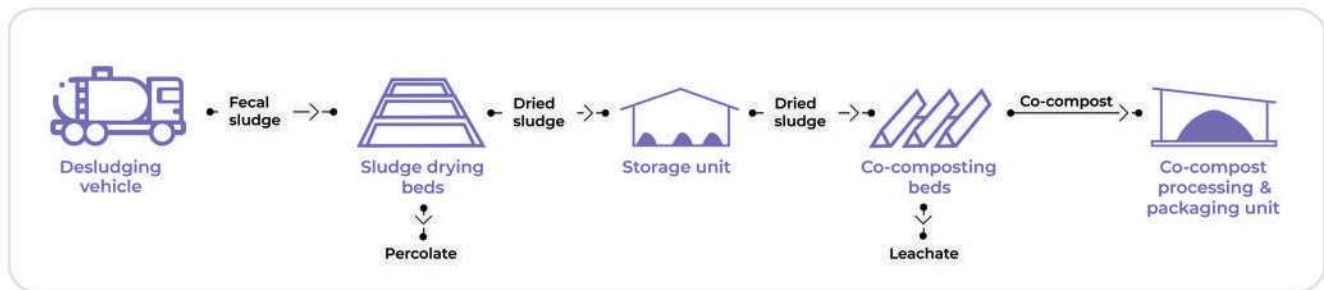 Desludging
vehicle
Fecal
sludge
Sludge drying
beds
Percolate
Dried
sludge
Storage unit
Dried
sludge
Co-composting
beds
Leachate
Co-compost
Co-compost
processing &
packaging unit